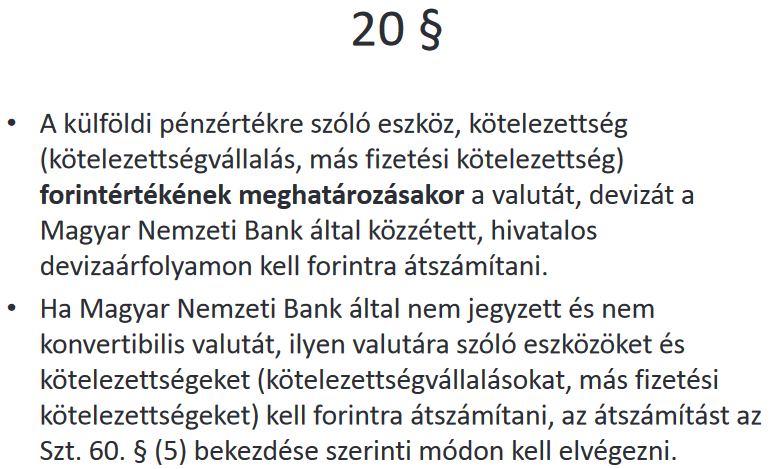 20 §
• A külföldi pénzértékre szóló eszköz, kötelezettség
(kötelezettségvállalás, más fizetési kötelezettség)
forintértékének meghatározásakor a valutát, devizát a
Magyar Nemzeti Bank által közzétett, hivatalos
devizaárfolyamon kell forintra átszámítani.
• Ha Magyar Nemzeti Bank által nem jegyzett és nem
konvertibilis valutát, ilyen valutára szóló eszközöket és
kötelezettségeket (kötelezettségvállalásokat, más fizetési
kötelezettségeket) kell forintra átszámítani, az átszámítást az
Szt. 60. § (5) bekezdése szerinti módon kell elvégezni.